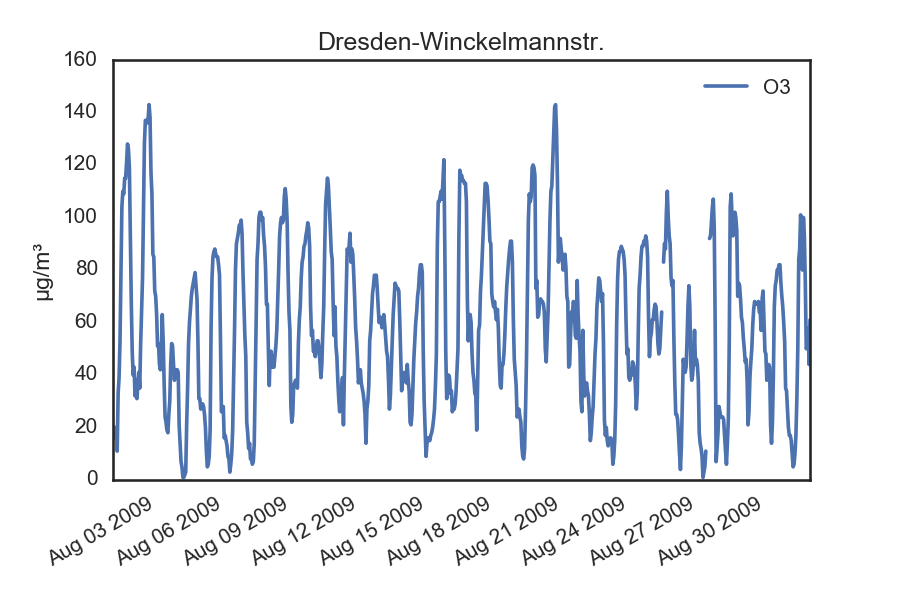 Dresden-Winckelmannstr.
O3
µg/m³
160
140
120
100
80
60
40
20
0
Aug 03 2009
Aug 06 2009
Aug 09 2009
Aug 12 2009
Aug 15 2009
Aug 18 2009
Aug 21 2009
Aug 24 2009
Aug 27 2009
Aug 30 2009